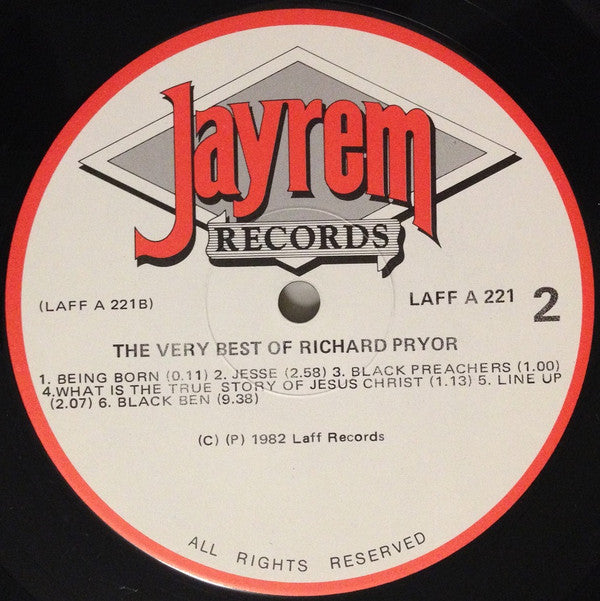 Jayrem
RECORDS
(LAFF A 221B)
LAFF A 221 2
THE VERY BEST OF RICHARD PRYOR
1. BEING BORN (0.11) 2. JESSE (2.58) 3. BLACK PREACHERS (1.00)
4.WHAT IS THE TRUE STORY OF JESUS CHRIST (1.13) 5. LINE UP
(2.07) 6. BLACK BEN (9.38)
(C) (P) 1982 Laff Records
ALL RIGHTS RESERVED